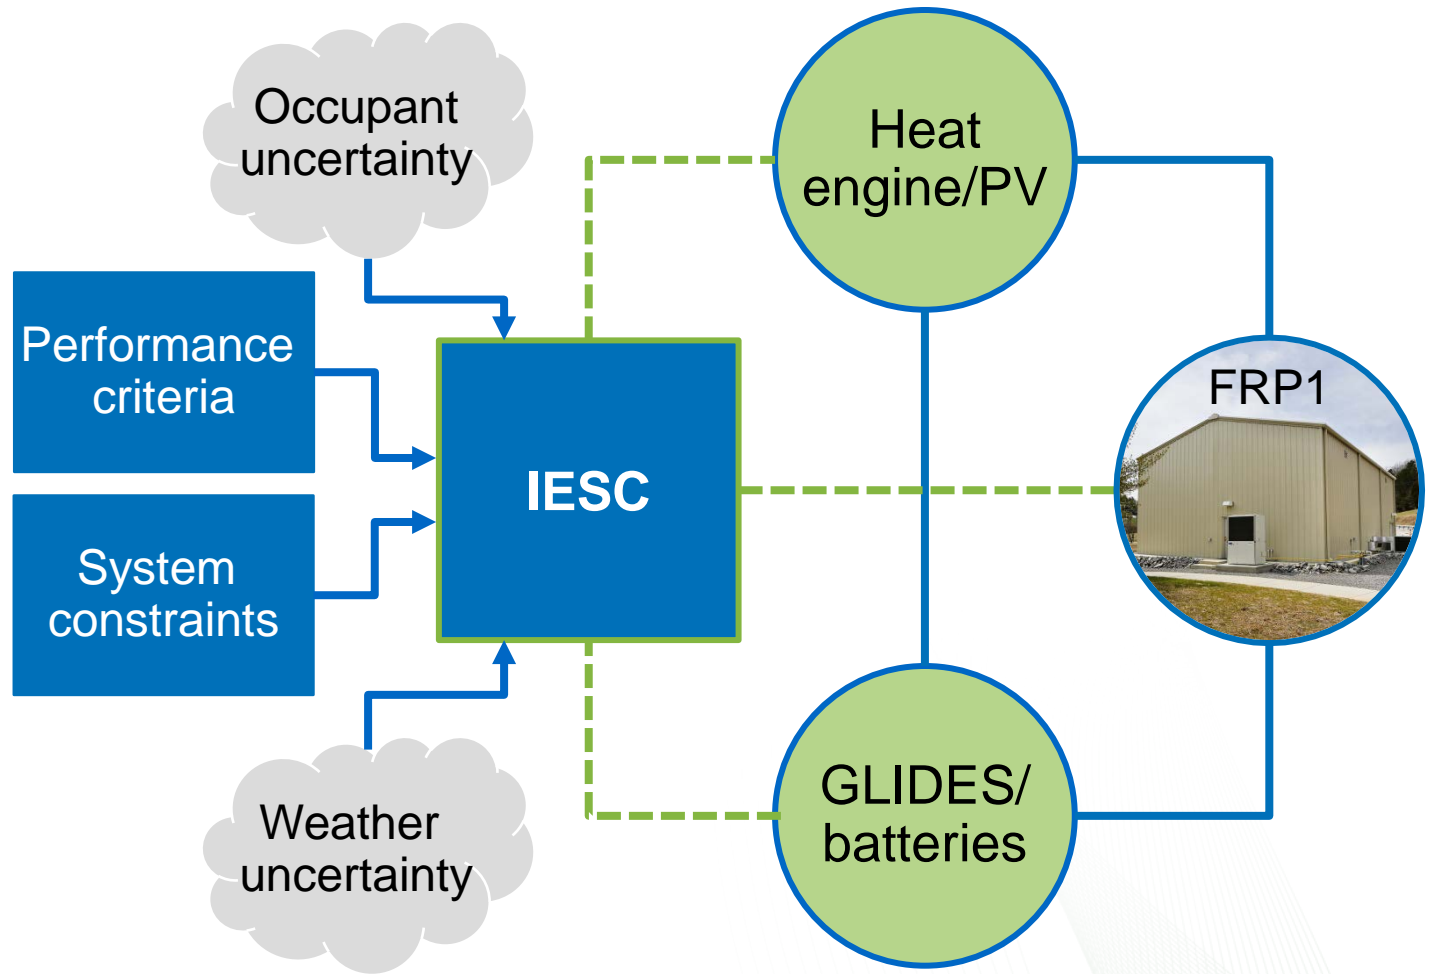 Occupant
uncertainty
Heat
engine/PV
Performance
criteria
FRP1
IESC
System
constraints
GLIDES/
batteries
Weather
uncertainty